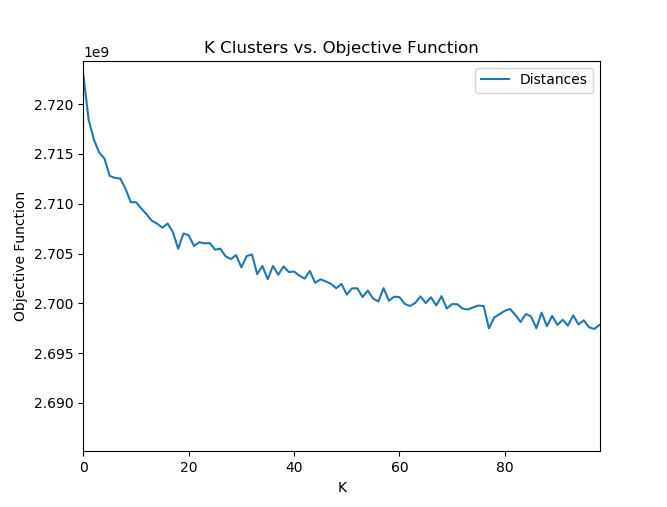 K Clusters vs. Objective Function
1e9
Distances
2.720
2.715
2.710
2.705
2.700
2.695
2.690
Objective Function
0 20 40 60 80
K